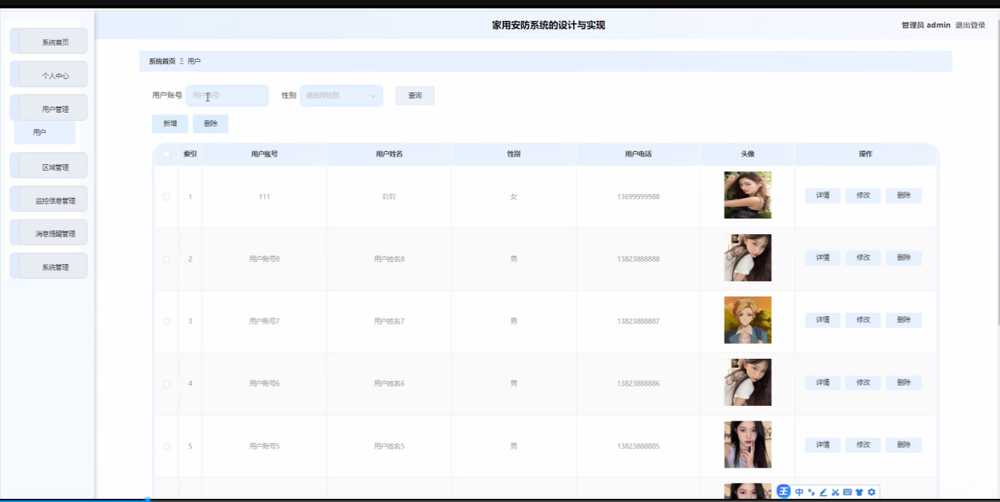 家用安防系统的设计与实现
管理员 admin 退出登录
系统首页
个人中心
用户管理
用户
区域管理
监控信息管理
消息提醒管理
系统管理
系统首页 Ξ 用户
用户账号 用户账号 性别 请选择性别 查询
新增 删除
索引 用户账号 用户姓名 性别 用户电话 头像 操作
1 111 吖吖 女 13699999988 详情 修改 删除
2 用户账号8 用户姓名8 男 13823888888 详情 修改 删除
3 用户账号7 用户姓名7 男 13823888887 详情 修改 删除
4 用户账号6 用户姓名6 男 13823888886 详情 修改 删除
5 用户账号5 用户姓名5 男 13823888885 详情 修改 删除
王 中